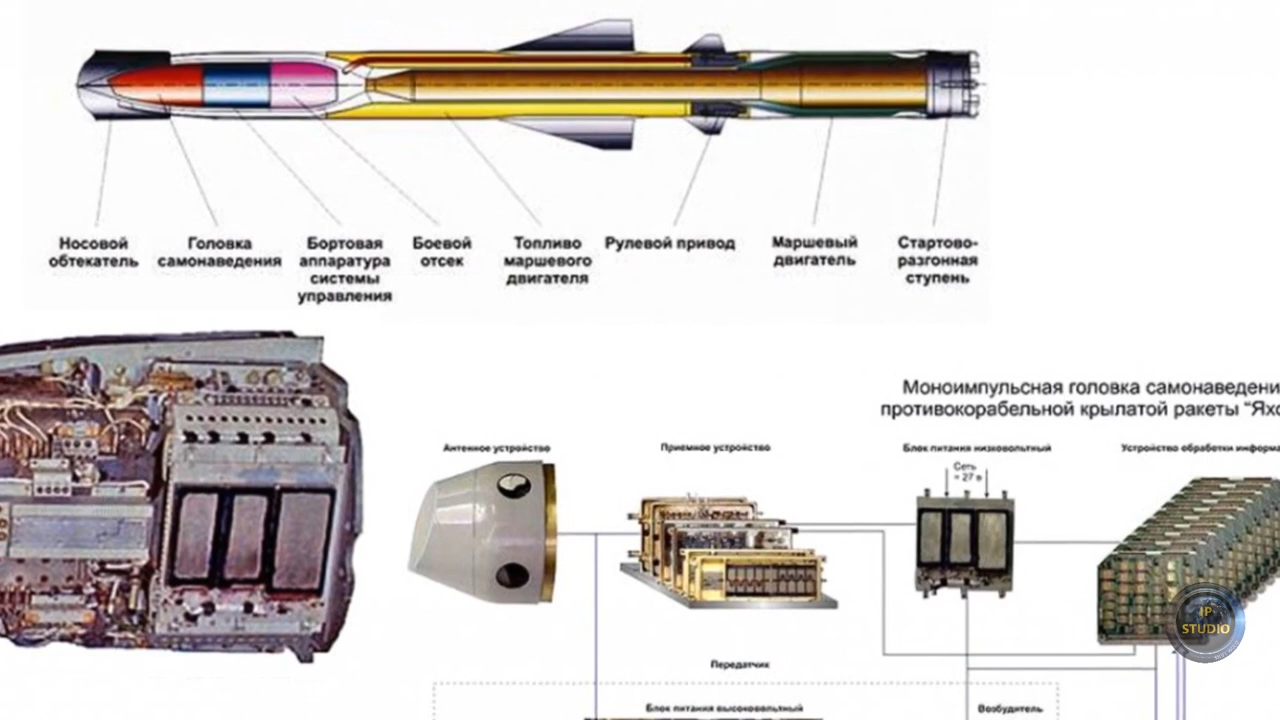 Носовой
обтекатель
Головка
самонаведения
Бортовая
аппаратура
системы
управления
Боевой
отсек
Топливо
маршевого
двигателя
Рулевой привод
Маршевый
двигатель
Стартово-
разгонная
ступень
Моноимпульсная головка самонаведени
противокорабельной крылатой ракеты “Яхо
Антенное устройство
Приемное устройство
Блок питания низковольтный
Устройство обработки информа
Сеть
= 27 в
IP
STUDIO
Передатчик
Блок питания высоковольтный
Возбудитель